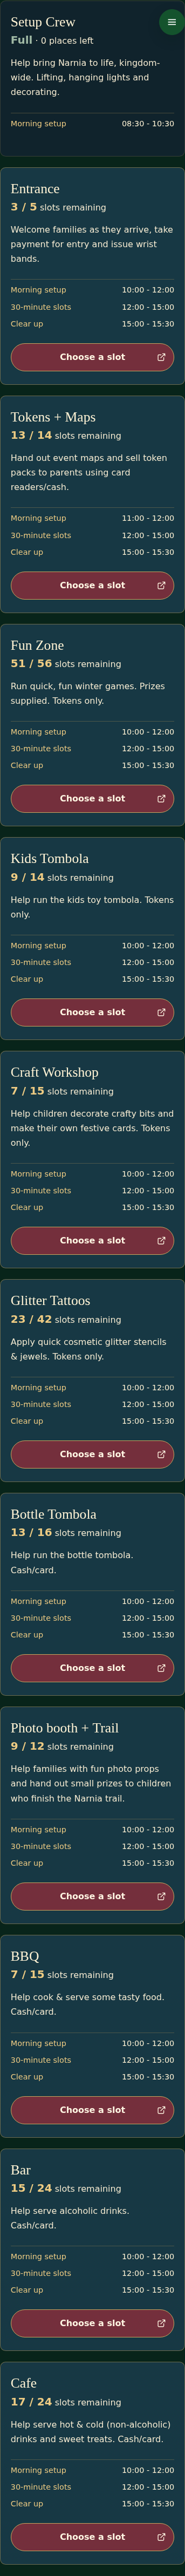 Setup Crew
Full · 0 places left
Help bring Narnia to life, kingdom-
wide. Lifting, hanging lights and
decorating.
Morning setup 08:30 - 10:30
Entrance
3 / 5 slots remaining
Welcome families as they arrive, take
payment for entry and issue wrist
bands.
Morning setup 10:00 - 12:00
30-minute slots 12:00 - 15:00
Clear up 15:00 - 15:30
Choose a slot
Tokens + Maps
13 / 14 slots remaining
Hand out event maps and sell token
packs to parents using card
readers/cash.
Morning setup 11:00 - 12:00
30-minute slots 12:00 - 15:00
Clear up 15:00 - 15:30
Choose a slot
Fun Zone
51 / 56 slots remaining
Run quick, fun winter games. Prizes
supplied. Tokens only.
Morning setup 10:00 - 12:00
30-minute slots 12:00 - 15:00
Clear up 15:00 - 15:30
Choose a slot
Kids Tombola
9 / 14 slots remaining
Help run the kids toy tombola. Tokens
only.
Morning setup 10:00 - 12:00
30-minute slots 12:00 - 15:00
Clear up 15:00 - 15:30
Choose a slot
Craft Workshop
7 / 15 slots remaining
Help children decorate crafty bits and
make their own festive cards. Tokens
only.
Morning setup 10:00 - 12:00
30-minute slots 12:00 - 15:00
Clear up 15:00 - 15:30
Choose a slot
Glitter Tattoos
23 / 42 slots remaining
Apply quick cosmetic glitter stencils
& jewels. Tokens only.
Morning setup 10:00 - 12:00
30-minute slots 12:00 - 15:00
Clear up 15:00 - 15:30
Choose a slot
Bottle Tombola
13 / 16 slots remaining
Help run the bottle tombola.
Cash/card.
Morning setup 10:00 - 12:00
30-minute slots 12:00 - 15:00
Clear up 15:00 - 15:30
Choose a slot
Photo booth + Trail
9 / 12 slots remaining
Help families with fun photo props
and hand out small prizes to children
who finish the Narnia trail.
Morning setup 10:00 - 12:00
30-minute slots 12:00 - 15:00
Clear up 15:00 - 15:30
Choose a slot
BBQ
7 / 15 slots remaining
Help cook & serve some tasty food.
Cash/card.
Morning setup 10:00 - 12:00
30-minute slots 12:00 - 15:00
Clear up 15:00 - 15:30
Choose a slot
Bar
15 / 24 slots remaining
Help serve alcoholic drinks.
Cash/card.
Morning setup 10:00 - 12:00
30-minute slots 12:00 - 15:00
Clear up 15:00 - 15:30
Choose a slot
Cafe
17 / 24 slots remaining
Help serve hot & cold (non-alcoholic)
drinks and sweet treats. Cash/card.
Morning setup 10:00 - 12:00
30-minute slots 12:00 - 15:00
Clear up 15:00 - 15:30
Choose a slot